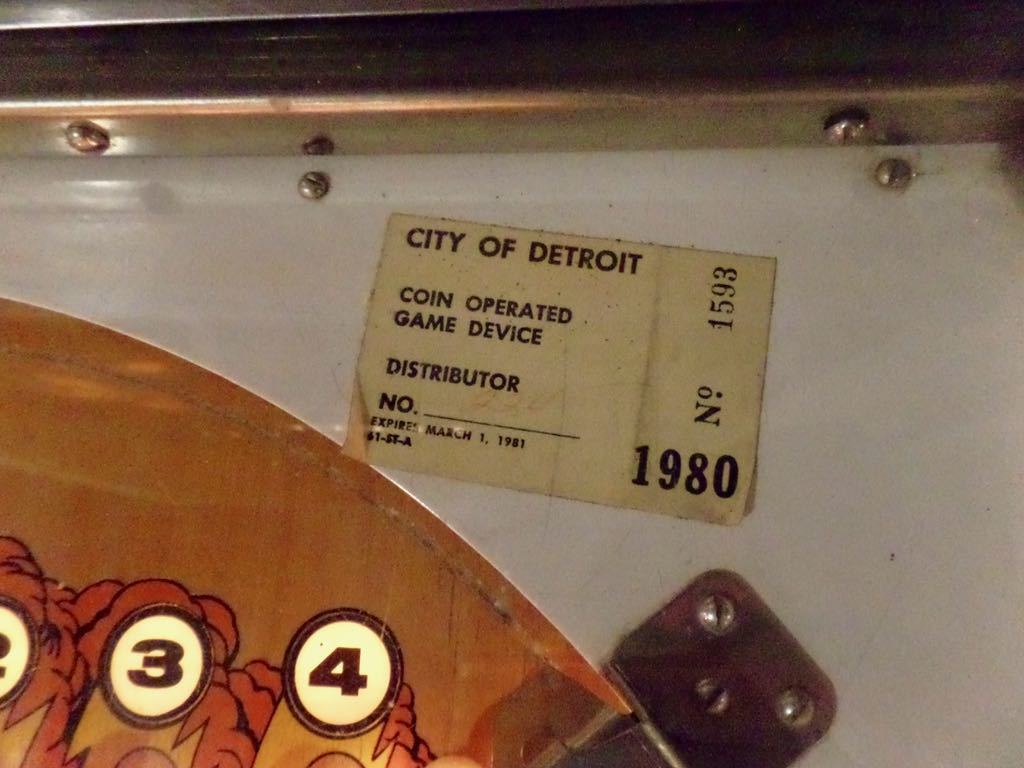 CITY OF DETROIT
COIN OPERATED
GAME DEVICE
DISTRIBUTOR
NO.
EXPIRES MARCH 1, 1981
61-ST-A
Nº 1593
1980
3
4